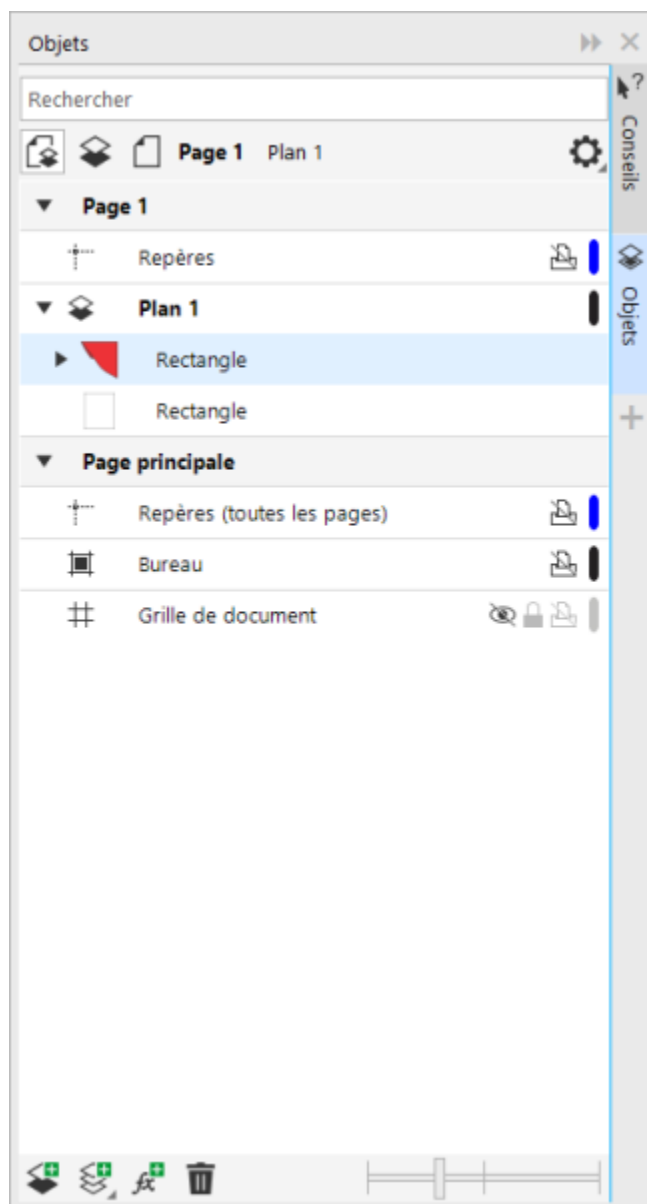 Objets
Rechercher
Page 1 Plan 1
Page 1
Repères
Plan 1
Rectangle
Rectangle
Page principale
Repères (toutes les pages)
Bureau
Grille de document
Conseils
Objets